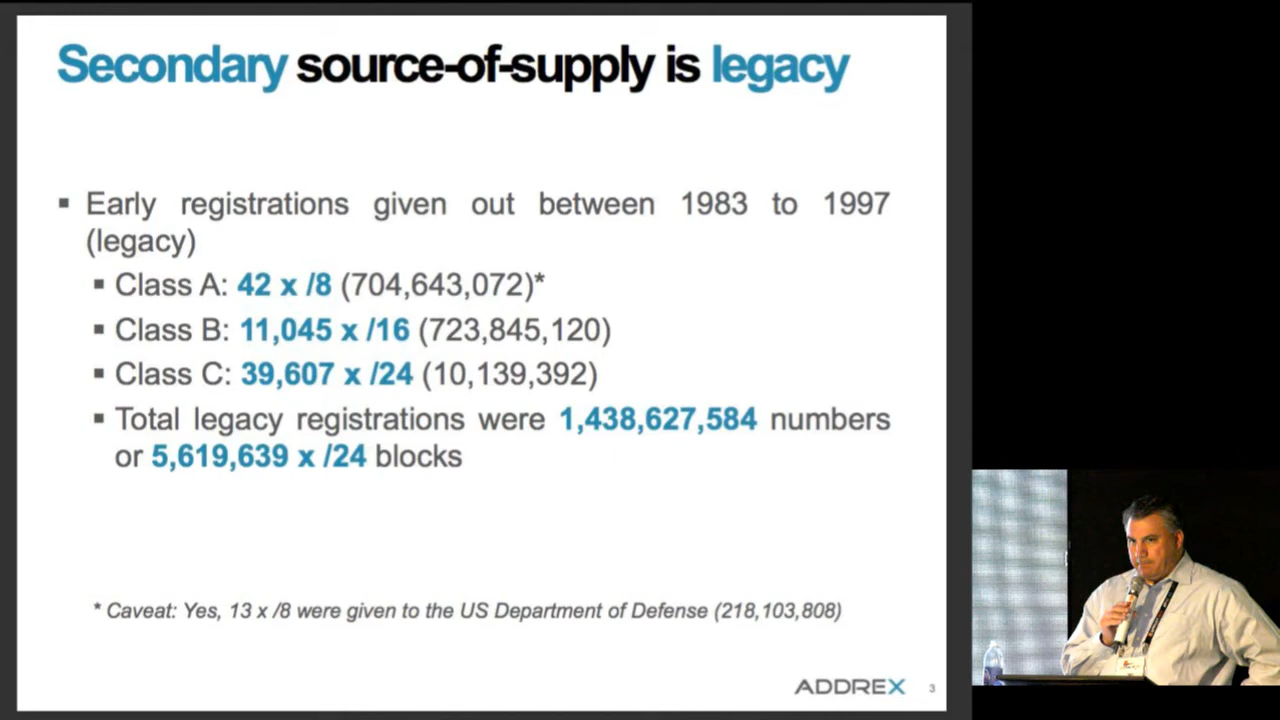 Secondary source-of-supply is legacy
▪ Early registrations given out between 1983 to 1997
(legacy)
▪ Class A: 42 x /8 (704,643,072)*
▪ Class B: 11,045 x /16 (723,845,120)
▪ Class C: 39,607 x /24 (10,139,392)
▪ Total legacy registrations were 1,438,627,584 numbers
or 5,619,639 x /24 blocks
* Caveat: Yes, 13 x /8 were given to the US Department of Defense (218,103,808)
ADDREX 3